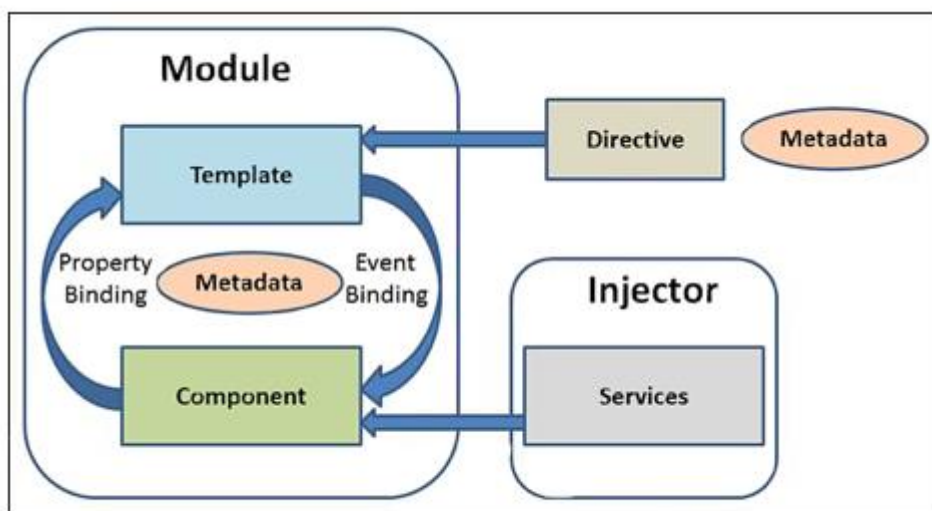 Module
Template
Directive
Metadata
Property
Binding
Metadata
Event
Binding
Injector
Component
Services